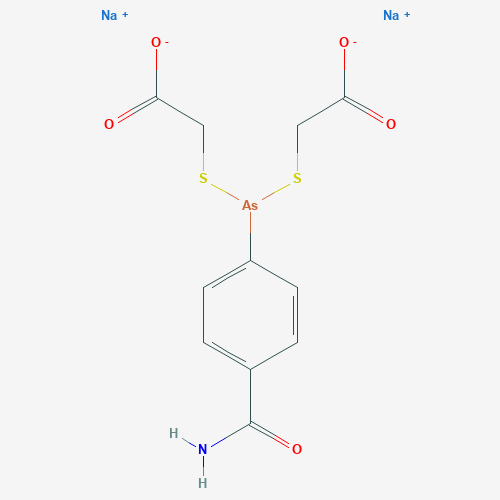 Na + Na +
O - O -
O O
S S
As
H
N O
H